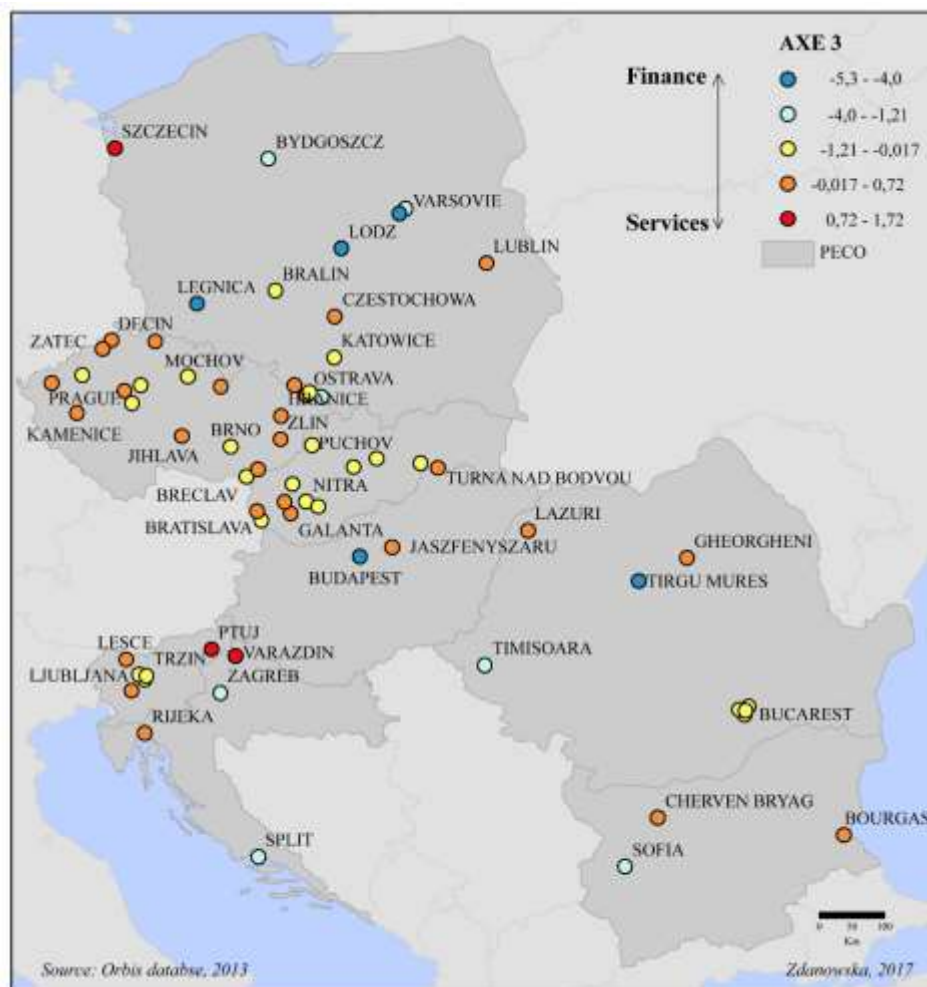 AXE 3
Finance
-5,3 - -4,0
-4,0 - -1,21
-1,21 - -0,017
-0,017 - 0,72
Services
0,72 - 1,72
PECO
SZCZECIN
BYDGOSZCZ
VARSOVIE
LODZ
LUBLIN
BRALIN
LEGNICA
CZESTOCHOWA
DECIN
ZATEC
KATOWICE
MOCHOV
OSTRAVA
HRANICE
PRAGUE
ZLIN
KAMENICE
BRNO
PUCHOV
JIHLAVA
TURNA NAD BODVOU
BRECLAV
NITRA
LAZURI
BRATISLAVA
GALANTA
GHEORGHENI
JASZFENYSZARU
BUDAPEST
TIRGU MURES
PTUJ
LESCE
TRZIN
VARAZDIN
TIMISOARA
LJUBLJANA
ZAGREB
BUCAREST
RIJEKA
CHERVEN BRYAG
BOURGAS
SPLIT
SOFIA
0 50 100
Km
Source: Orbis databse, 2013
Zdanowska, 2017